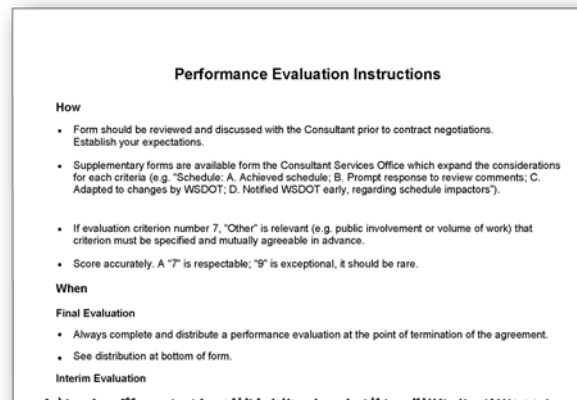 Performance Evaluation Instructions
How
• Form should be reviewed and discussed with the Consultant prior to contract negotiations.
Establish your expectations.
• Supplementary forms are available form the Consultant Services Office which expand the considerations
for each criteria (e.g. "Schedule: A. Achieved schedule; B. Prompt response to review comments; C.
Adapted to changes by WSDOT; D. Notified WSDOT early, regarding schedule impactors").
• If evaluation criterion number 7, "Other" is relevant (e.g. public involvement or volume of work) that
criterion must be specified and mutually agreeable in advance.
• Score accurately. A "7" is respectable; "9" is exceptional, it should be rare.
When
Final Evaluation
• Always complete and distribute a performance evaluation at the point of termination of the agreement.
• See distribution at bottom of form.
Interim Evaluation